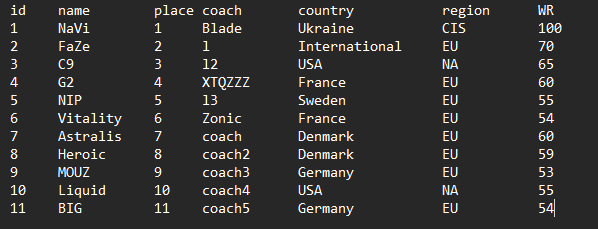 id name place coach country region WR
1 NaVi 1 Blade Ukraine CIS 100
2 FaZe 2 l International EU 70
3 C9 3 l2 USA NA 65
4 G2 4 XTQZZZ France EU 60
5 NIP 5 l3 Sweden EU 55
6 Vitality 6 Zonic France EU 54
7 Astralis 7 coach Denmark EU 60
8 Heroic 8 coach2 Denmark EU 59
9 MOUZ 9 coach3 Germany EU 53
10 Liquid 10 coach4 USA NA 55
11 BIG 11 coach5 Germany EU 54